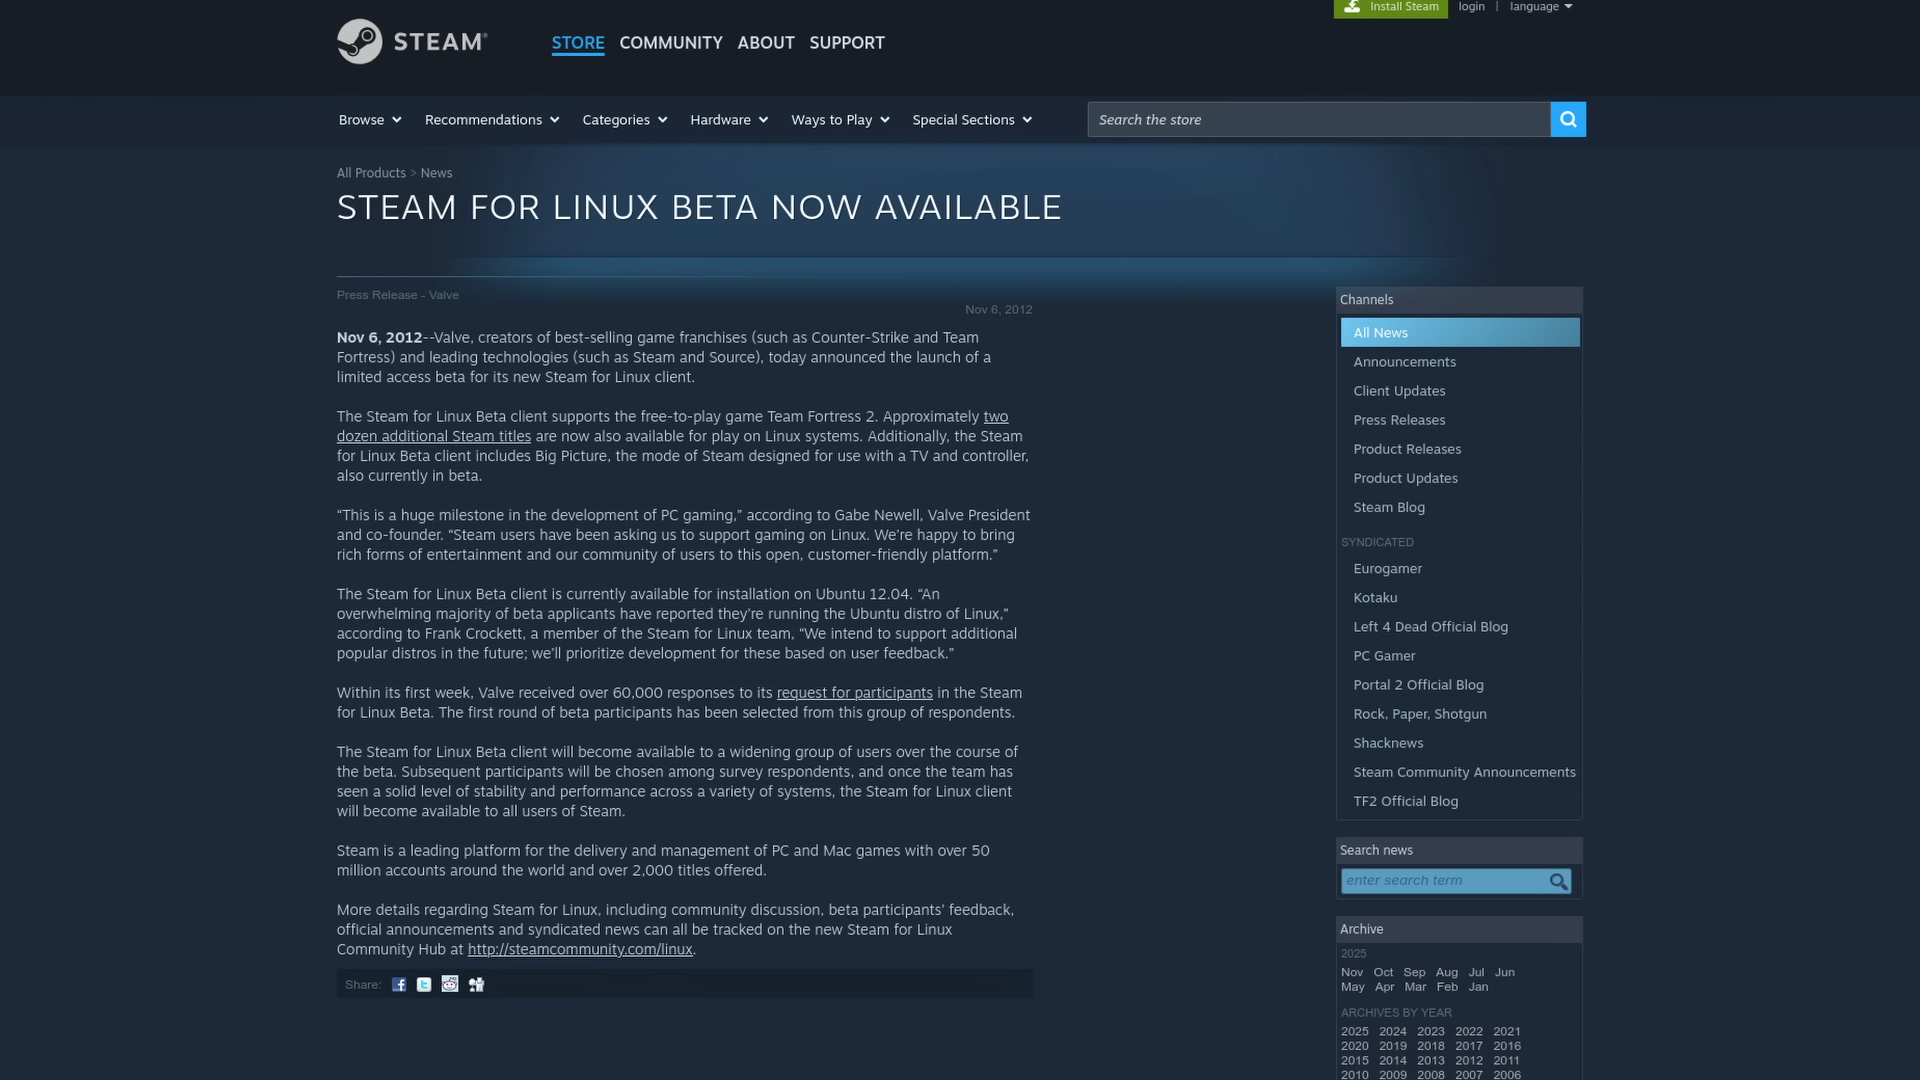 Install Steam login | language
STEAM®
STORE COMMUNITY ABOUT SUPPORT
Browse Recommendations Categories Hardware Ways to Play Special Sections
Search the store
All Products > News
STEAM FOR LINUX BETA NOW AVAILABLE
Press Release - Valve
Nov 6, 2012
Nov 6, 2012--Valve, creators of best-selling game franchises (such as Counter-Strike and Team
Fortress) and leading technologies (such as Steam and Source), today announced the launch of a
limited access beta for its new Steam for Linux client.
The Steam for Linux Beta client supports the free-to-play game Team Fortress 2. Approximately two
dozen additional Steam titles are now also available for play on Linux systems. Additionally, the Steam
for Linux Beta client includes Big Picture, the mode of Steam designed for use with a TV and controller,
also currently in beta.
“This is a huge milestone in the development of PC gaming,” according to Gabe Newell, Valve President
and co-founder. “Steam users have been asking us to support gaming on Linux. We’re happy to bring
rich forms of entertainment and our community of users to this open, customer-friendly platform.”
The Steam for Linux Beta client is currently available for installation on Ubuntu 12.04. “An
overwhelming majority of beta applicants have reported they’re running the Ubuntu distro of Linux,”
according to Frank Crockett, a member of the Steam for Linux team, “We intend to support additional
popular distros in the future; we’ll prioritize development for these based on user feedback.”
Within its first week, Valve received over 60,000 responses to its request for participants in the Steam
for Linux Beta. The first round of beta participants has been selected from this group of respondents.
The Steam for Linux Beta client will become available to a widening group of users over the course of
the beta. Subsequent participants will be chosen among survey respondents, and once the team has
seen a solid level of stability and performance across a variety of systems, the Steam for Linux client
will become available to all users of Steam.
Steam is a leading platform for the delivery and management of PC and Mac games with over 50
million accounts around the world and over 2,000 titles offered.
More details regarding Steam for Linux, including community discussion, beta participants’ feedback,
official announcements and syndicated news can all be tracked on the new Steam for Linux
Community Hub at http://steamcommunity.com/linux.
Share:
Channels
All News
Announcements
Client Updates
Press Releases
Product Releases
Product Updates
Steam Blog
SYNDICATED
Eurogamer
Kotaku
Left 4 Dead Official Blog
PC Gamer
Portal 2 Official Blog
Rock, Paper, Shotgun
Shacknews
Steam Community Announcements
TF2 Official Blog
Search news
enter search term
Archive
2025
Nov Oct Sep Aug Jul Jun
May Apr Mar Feb Jan
ARCHIVES BY YEAR
2025 2024 2023 2022 2021
2020 2019 2018 2017 2016
2015 2014 2013 2012 2011
2010 2009 2008 2007 2006